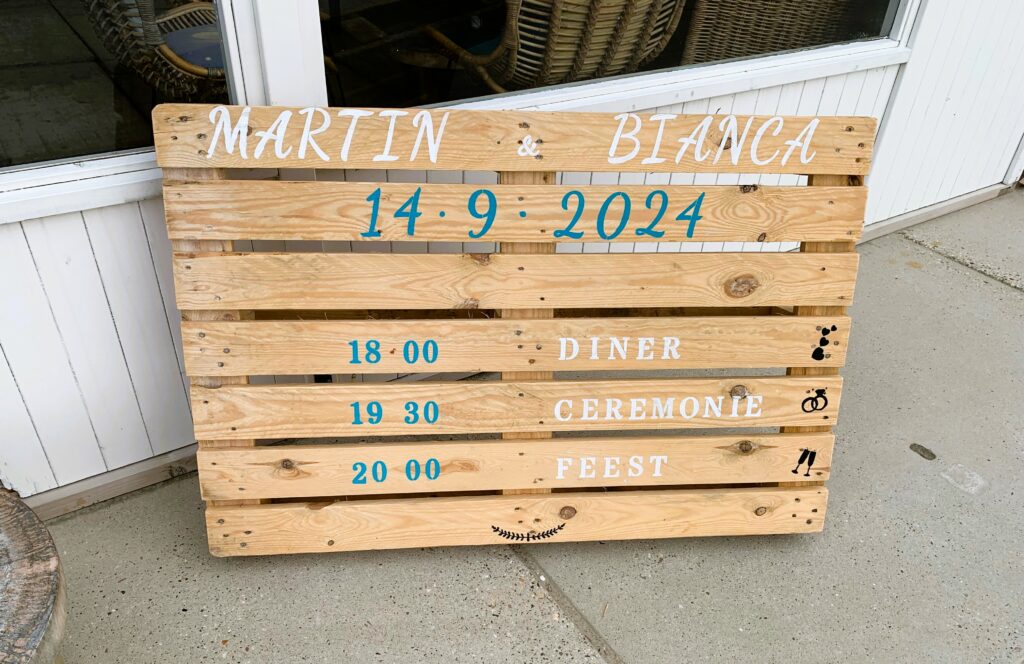 MARTIN & BIANCA
14·9·2024
18 00 DINER
19 30 CEREMONIE
20 00 FEEST